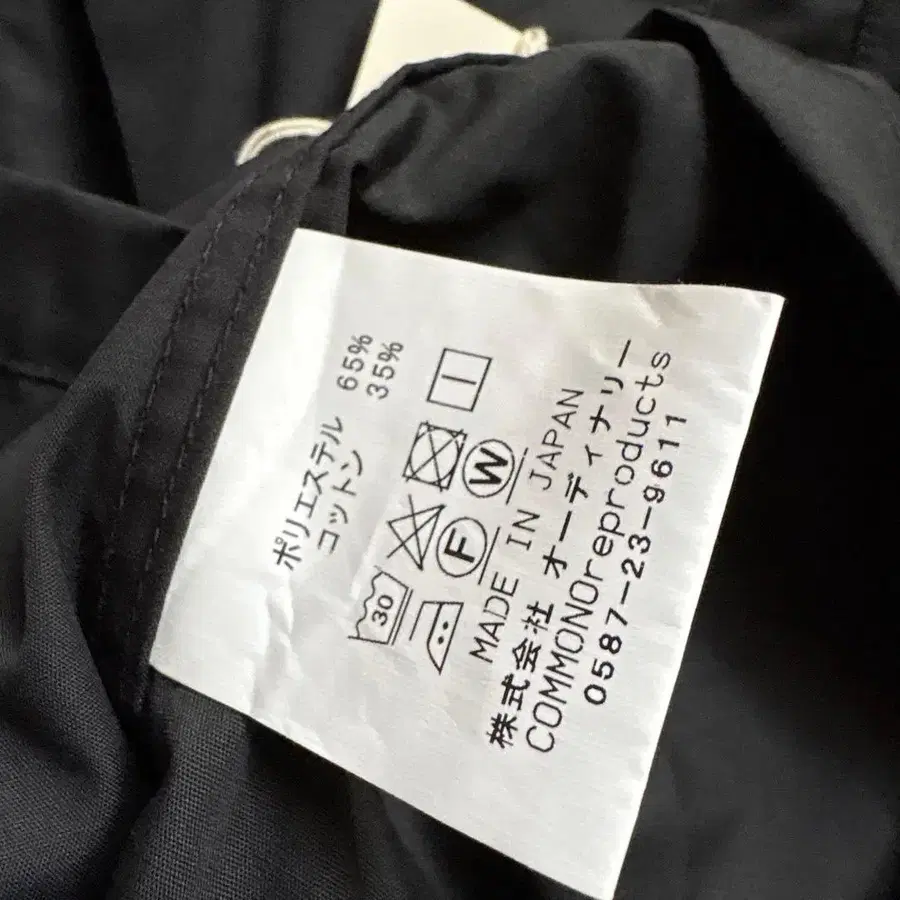 ポリエステル 65%
コットン 35%
30
F W
MADE IN JAPAN
株式会社 オーディナリー
COMMONOreproducts
0587-23-9611